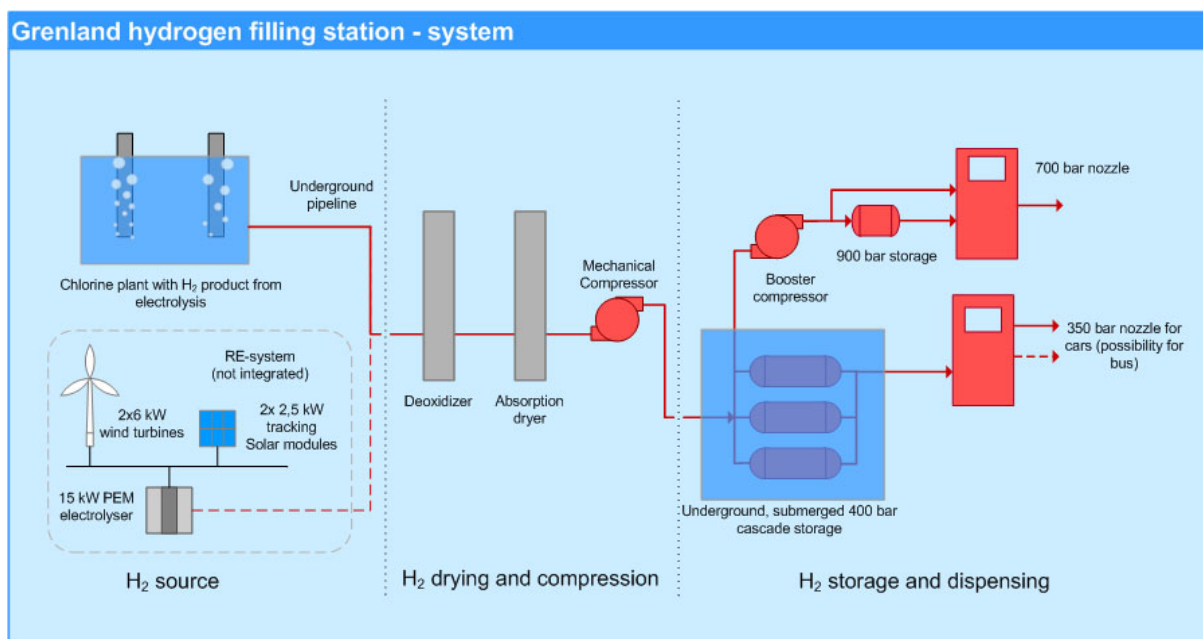 Grenland hydrogen filling station - system
Underground
pipeline
Chlorine plant with H₂ product from
electrolysis
RE-system
(not integrated)
2x6 kW
wind turbines
2x 2,5 kW
tracking
Solar modules
15 kW PEM
electrolyser
H₂ source
Deoxidizer
Absorption
dryer
Mechanical
Compressor
H₂ drying and compression
Booster
compressor
900 bar storage
700 bar nozzle
350 bar nozzle for
cars (possibility for
bus)
Underground, submerged 400 bar
cascade storage
H₂ storage and dispensing